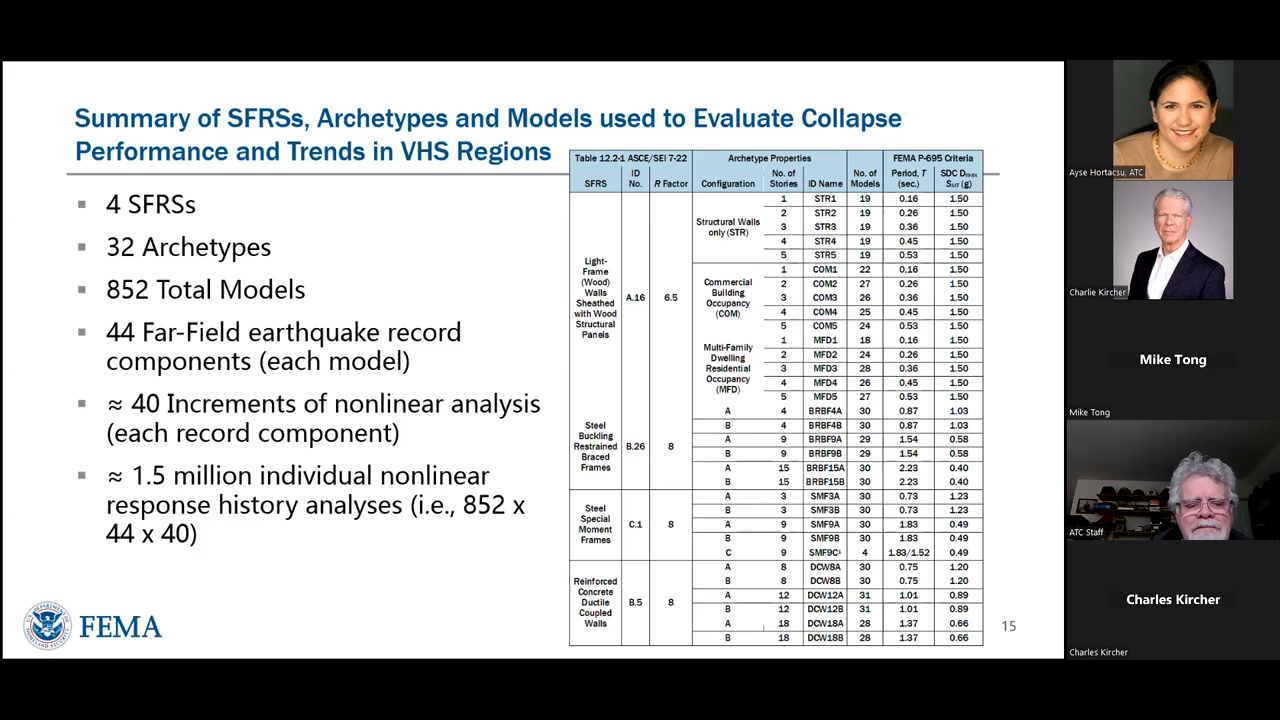 Summary of SFRSs, Archetypes and Models used to Evaluate Collapse
Performance and Trends in VHS Regions
▪ 4 SFRSs
▪ 32 Archetypes
▪ 852 Total Models
▪ 44 Far-Field earthquake record
components (each model)
▪ ≈ 40 Increments of nonlinear analysis
(each record component)
▪ ≈ 1.5 million individual nonlinear
response history analyses (i.e., 852 x
44 x 40)
Table 12.2-1 ASCE/SEI 7-22 Archetype Properties FEMA P-695 Criteria
SFRS ID No. R Factor Configuration No. of Stories ID Name No. of Models Period, T (sec.) SDC Dmax SMT (g)
Light-Frame (Wood) Walls Sheathed with Wood Structural Panels A.16 6.5
Structural Walls only (STR)
1 STR1 19 0.16 1.50
2 STR2 19 0.26 1.50
3 STR3 19 0.36 1.50
4 STR4 19 0.45 1.50
5 STR5 19 0.53 1.50
Commercial Building Occupancy (COM)
1 COM1 22 0.16 1.50
2 COM2 27 0.26 1.50
3 COM3 26 0.36 1.50
4 COM4 25 0.45 1.50
5 COM5 24 0.53 1.50
Multi-Family Dwelling Residential Occupancy (MFD)
1 MFD1 18 0.16 1.50
2 MFD2 24 0.26 1.50
3 MFD3 28 0.36 1.50
4 MFD4 26 0.45 1.50
5 MFD5 27 0.53 1.50
Steel Buckling Restrained Braced Frames B.26 8
A 4 BRBF4A 30 0.87 1.03
B 4 BRBF4B 30 0.87 1.03
A 9 BRBF9A 29 1.54 0.58
B 9 BRBF9B 29 1.54 0.58
A 15 BRBF15A 30 2.23 0.40
B 15 BRBF15B 30 2.23 0.40
Steel Special Moment Frames C.1 8
A 3 SMF3A 30 0.73 1.23
B 3 SMF3B 30 0.73 1.23
A 9 SMF9A 30 1.83 0.49
B 9 SMF9B 30 1.83 0.49
C 9 SMF9C¹ 4 1.83/1.52 0.49
Reinforced Concrete Ductile Coupled Walls B.5 8
A 8 DCW8A 30 0.75 1.20
B 8 DCW8B 30 0.75 1.20
A 12 DCW12A 31 1.01 0.89
B 12 DCW12B 31 1.01 0.89
A 18 DCW18A 28 1.37 0.66
B 18 DCW18B 28 1.37 0.66
FEMA
15
Ayse Hortacsu, ATC
Charlie Kircher
Mike Tong
Mike Tong
ATC Staff
Charles Kircher
Charles Kircher